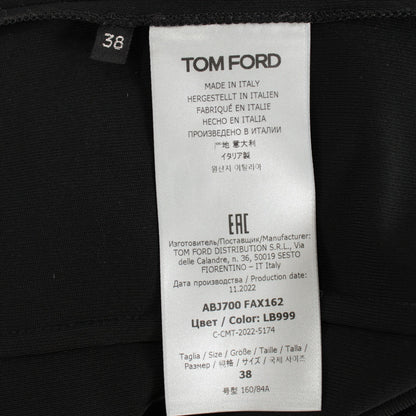 38
TOM FORD
MADE IN ITALY
HERGESTELLT IN ITALIEN
FABRIQUÉ EN ITALIE
HECHO EN ITALIA
ПРОИЗВЕДЕНО В ИТАЛИИ
产地 意大利
イタリア製
원산지 이탈리아
EAC
Изготовитель/Поставщик/Manufacturer:
TOM FORD DISTRIBUTION S.R.L., Via
delle Calandre, n. 36, 50019 SESTO
FIORENTINO – IT Italy
Дата производства / Production date:
11.2022
ABJ700 FAX162
Цвет / Color: LB999
C-CMT-2022-5174
Taglia / Size / Größe / Taille / Talla /
Размер / 规格 / サイズ / 국제 사이즈
38
号型 160/84A